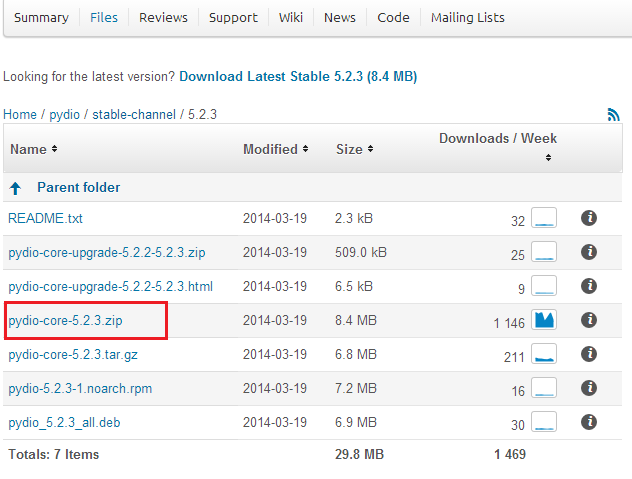 Summary Files Reviews Support Wiki News Code Mailing Lists
Looking for the latest version? Download Latest Stable 5.2.3 (8.4 MB)
Home / pydio / stable-channel / 5.2.3
Name Modified Size Downloads / Week
Parent folder
README.txt 2014-03-19 2.3 kB 32
pydio-core-upgrade-5.2.2-5.2.3.zip 2014-03-19 509.0 kB 25
pydio-core-upgrade-5.2.2-5.2.3.html 2014-03-19 6.5 kB 9
pydio-core-5.2.3.zip 2014-03-19 8.4 MB 1 146
pydio-core-5.2.3.tar.gz 2014-03-19 6.8 MB 211
pydio-5.2.3-1.noarch.rpm 2014-03-19 7.2 MB 16
pydio_5.2.3_all.deb 2014-03-19 6.9 MB 30
Totals: 7 Items 29.8 MB 1 469